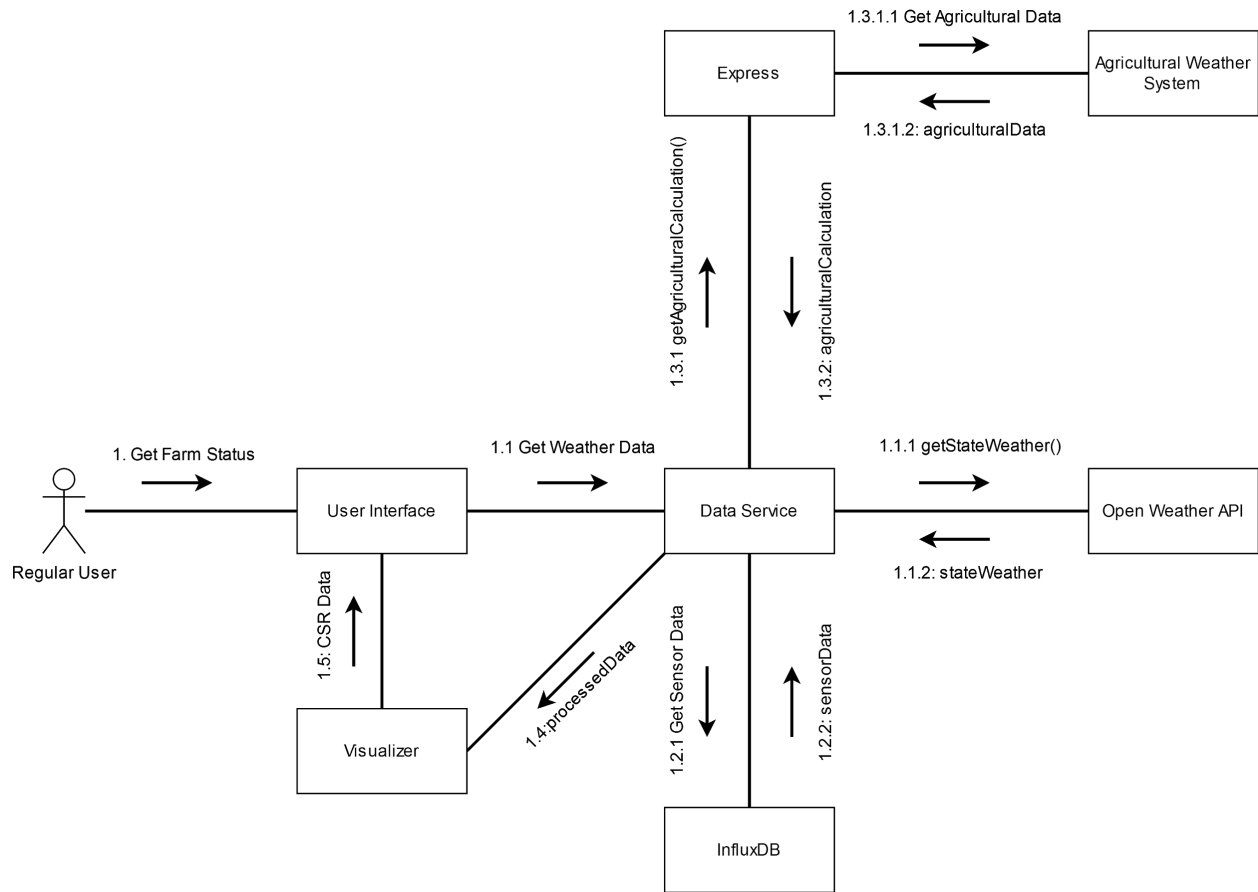 1.3.1.1 Get Agricultural Data
Express
Agricultural Weather
System
1.3.1.2: agriculturalData
1.3.1 getAgriculturalCalculation()
1.3.2: agriculturalCalculation
1. Get Farm Status
1.1 Get Weather Data
1.1.1 getStateWeather()
User Interface
Data Service
Open Weather API
Regular User
1.1.2: stateWeather
1.5: CSR Data
1.4:processedData
1.2.1 Get Sensor Data
1.2.2: sensorData
Visualizer
InfluxDB